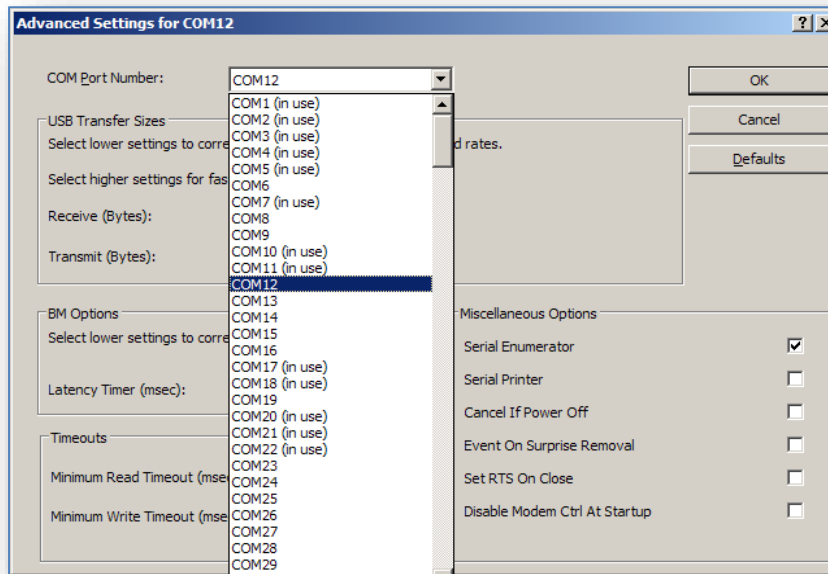 Advanced Settings for COM12
COM Port Number:
COM12
OK
Cancel
Defaults
COM1 (in use)
COM2 (in use)
COM3 (in use)
COM4 (in use)
COM5 (in use)
COM6
COM7 (in use)
COM8
COM9
COM10 (in use)
COM11 (in use)
COM12
COM13
COM14
COM15
COM16
COM17 (in use)
COM18 (in use)
COM19
COM20 (in use)
COM21 (in use)
COM22 (in use)
COM23
COM24
COM25
COM26
COM27
COM28
COM29
USB Transfer Sizes
Select lower settings to corre d rates.
Select higher settings for fas
Receive (Bytes):
Transmit (Bytes):
BM Options
Select lower settings to corre
Latency Timer (msec):
Timeouts
Minimum Read Timeout (mse
Minimum Write Timeout (mse
Miscellaneous Options
Serial Enumerator
Serial Printer
Cancel If Power Off
Event On Surprise Removal
Set RTS On Close
Disable Modem Ctrl At Startup